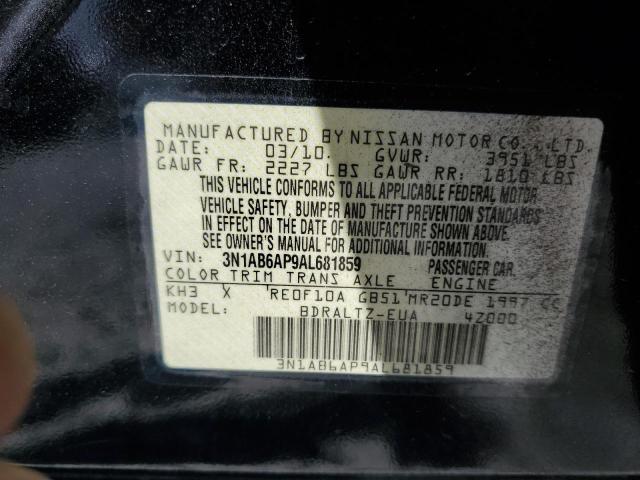 MANUFACTURED BY NISSAN MOTOR CO., LTD.
DATE: 03/10. GVWR: 3951 LBS
GAWR FR: 2227 LBS GAWR RR: 1810 LBS
THIS VEHICLE CONFORMS TO ALL APPLICABLE FEDERAL MOTOR
VEHICLE SAFETY, BUMPER AND THEFT PREVENTION STANDARDS
IN EFFECT ON THE DATE OF MANUFACTURE SHOWN ABOVE.
SEE OWNER'S MANUAL FOR ADDITIONAL INFORMATION.
VIN: 3N1AB6AP9AL681859 PASSENGER CAR.
COLOR TRIM TRANS AXLE ENGINE
KH3 X RE0F10A GB51 MR20DE 1997 CC
MODEL: BDRALTZ-EUA 4Z000
3N1AB6AP9AL681859